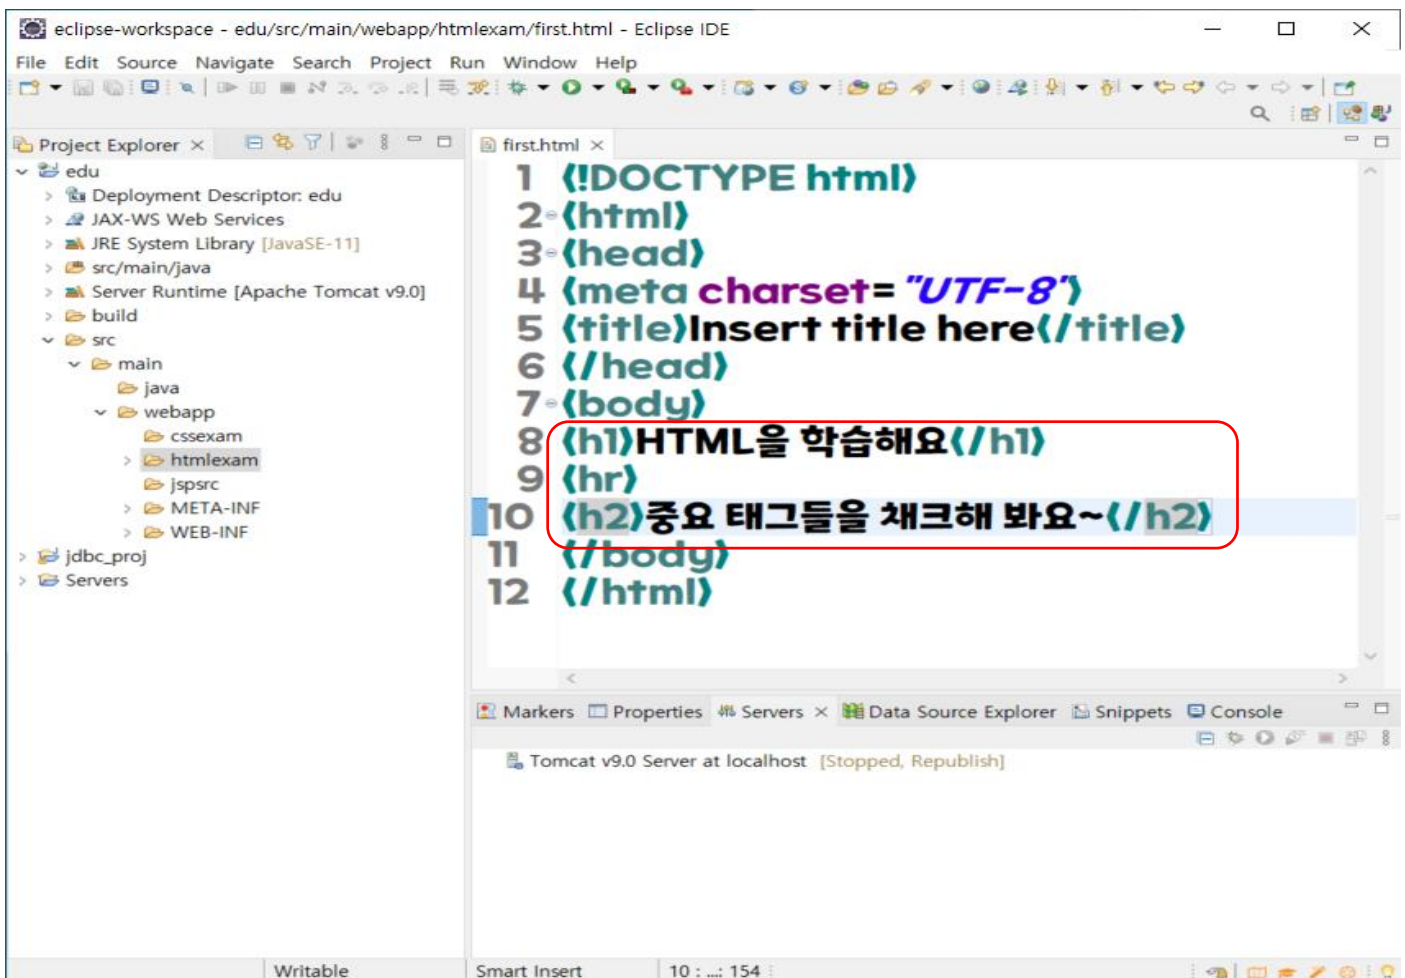 eclipse-workspace - edu/src/main/webapp/htmlexam/first.html - Eclipse IDE
File Edit Source Navigate Search Project Run Window Help
Project Explorer
edu
Deployment Descriptor: edu
JAX-WS Web Services
JRE System Library [JavaSE-11]
src/main/java
Server Runtime [Apache Tomcat v9.0]
build
src
main
java
webapp
cssexam
htmlexam
jspsrc
META-INF
WEB-INF
jdbc_proj
Servers
first.html
1 <!DOCTYPE html>
2 <html>
3 <head>
4 <meta charset="UTF-8">
5 <title>Insert title here</title>
6 </head>
7 <body>
8 <h1>HTML을 학습해요</h1>
9 <hr>
10 <h2>중요 태그들을 채크해 봐요~</h2>
11 </body>
12 </html>
Markers Properties Servers Data Source Explorer Snippets Console
Tomcat v9.0 Server at localhost [Stopped, Republish]
Writable Smart Insert 10 : ...: 154